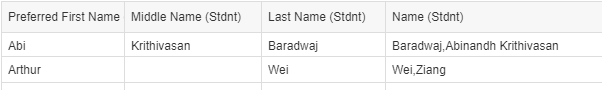 Preferred First Name Middle Name (Stdnt) Last Name (Stdnt) Name (Stdnt)
Abi Krithivasan Baradwaj Baradwaj,Abinandh Krithivasan
Arthur Wei Wei,Ziang